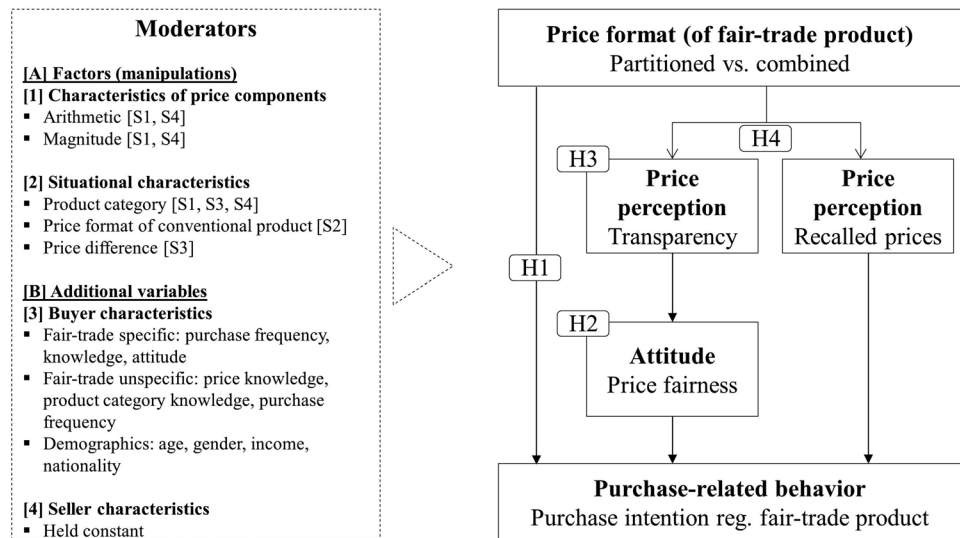 Moderators
[A] Factors (manipulations)
[1] Characteristics of price components
▪ Arithmetic [S1, S4]
▪ Magnitude [S1, S4]
[2] Situational characteristics
▪ Product category [S1, S3, S4]
▪ Price format of conventional product [S2]
▪ Price difference [S3]
[B] Additional variables
[3] Buyer characteristics
▪ Fair-trade specific: purchase frequency,
knowledge, attitude
▪ Fair-trade unspecific: price knowledge,
product category knowledge, purchase
frequency
▪ Demographics: age, gender, income,
nationality
[4] Seller characteristics
▪ Held constant
Price format (of fair-trade product)
Partitioned vs. combined
H4
H3
Price
perception
Transparency
Price
perception
Recalled prices
H1
H2
Attitude
Price fairness
Purchase-related behavior
Purchase intention reg. fair-trade product